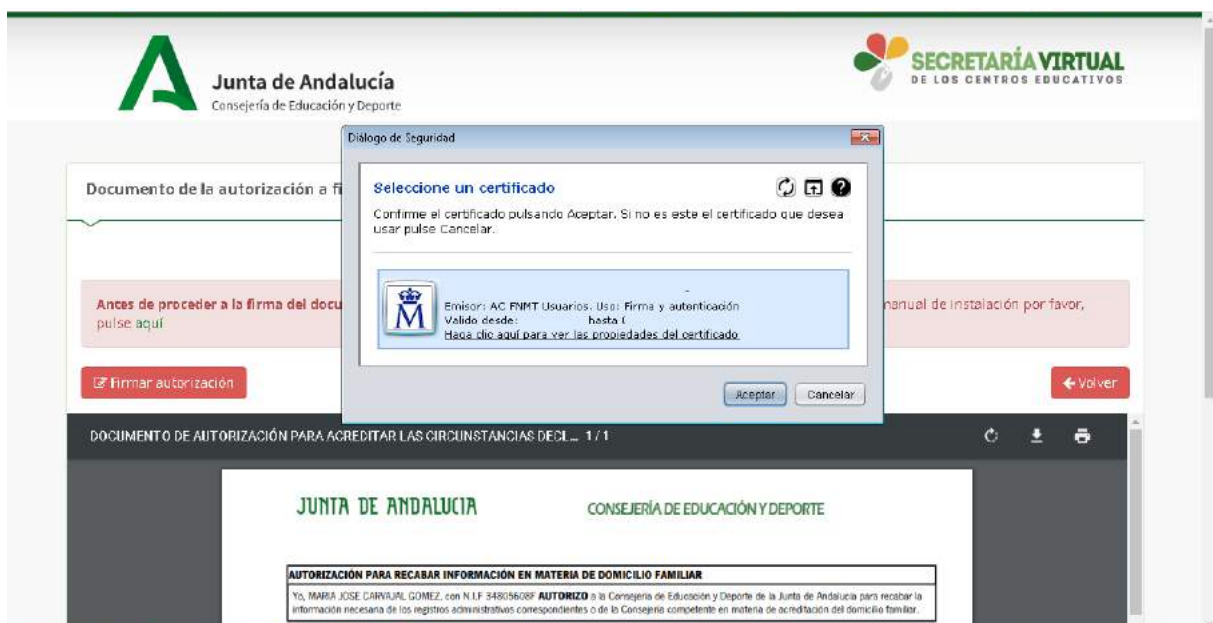 Junta de Andalucía
Consejería de Educación y Deporte
SECRETARÍA VIRTUAL
DE LOS CENTROS EDUCATIVOS
Diálogo de Seguridad
Documento de la autorización a fi
Seleccione un certificado
Confirme el certificado pulsando Aceptar. Si no es este el certificado que desea
usar pulse Cancelar.
Emisor: AC FNMT Usuarios. Uso: Firma y autenticación
Valido desde: hasta (
Haga clic aquí para ver las propiedades del certificado
Antes de proceder a la firma del docu
manual de instalación por favor,
pulse aquí
Aceptar
Cancelar
Firmar autorización
Volver
DOCUMENTO DE AUTORIZACIÓN PARA ACREDITAR LAS CIRCUNSTANCIAS DECL... 1 / 1
JUNTA DE ANDALUCIA
CONSEJERÍA DE EDUCACIÓN Y DEPORTE
AUTORIZACIÓN PARA RECABAR INFORMACIÓN EN MATERIA DE DOMICILIO FAMILIAR
Yo, MARIA JOSE CARVAJAL GOMEZ, con N.I.F 34805608F AUTORIZO a la Consejería de Educación y Deporte de la Junta de Andalucía para recabar la
información necesaria de los registros administrativos correspondientes o de la Consejería competente en materia de acreditación del domicilio familiar.